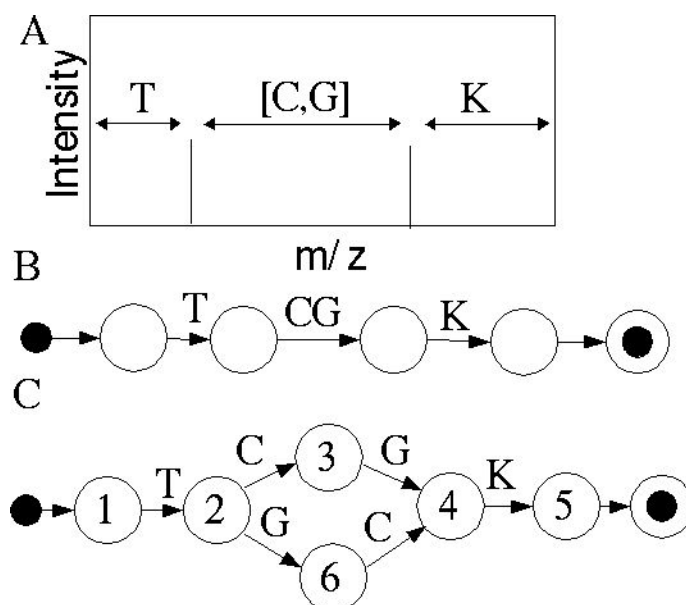 A
Intensity
T [C,G] K
m/z
B
T CG K
C
C G
T K
1 2 3 4 5
G C
6